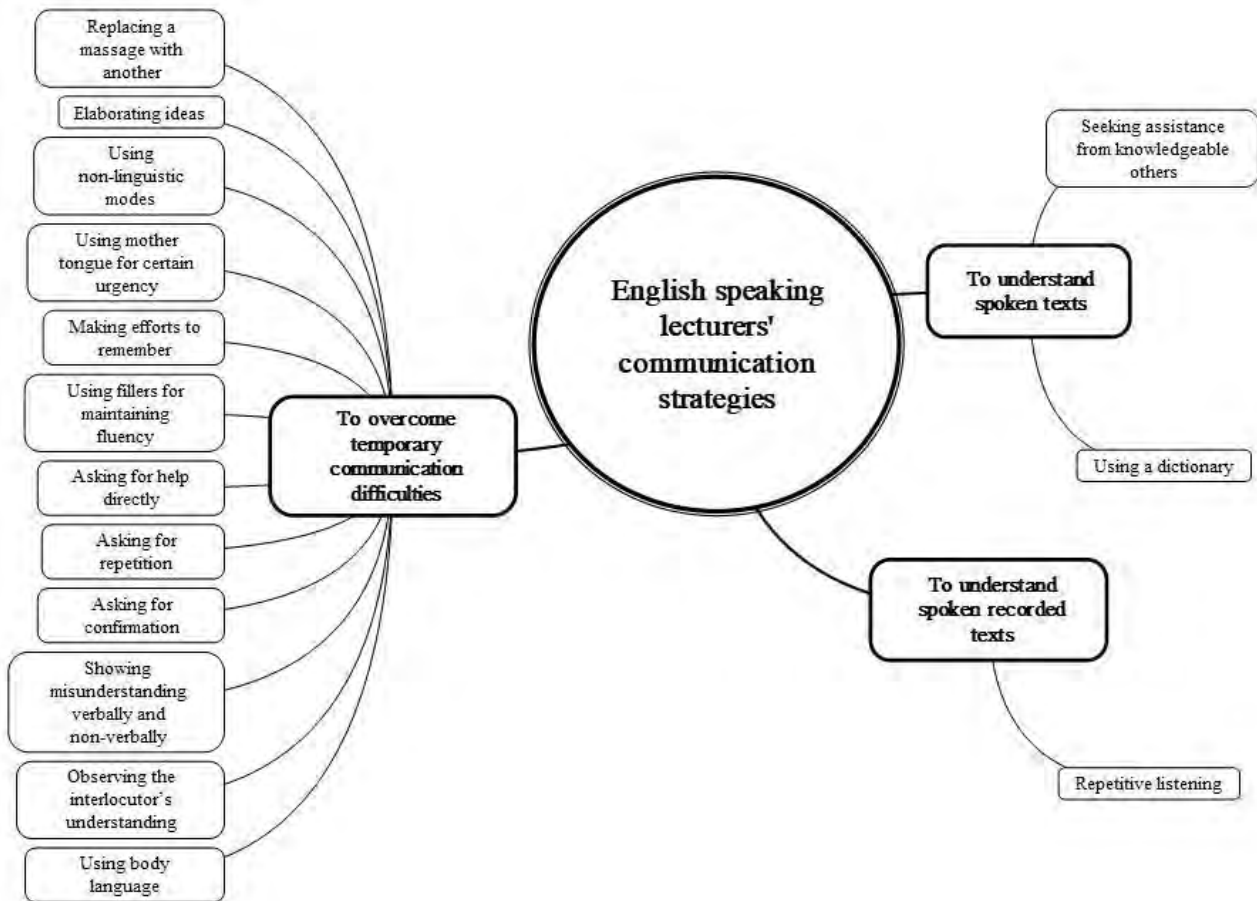 Replacing a
massage with
another
Elaborating ideas
Using
non-linguistic
modes
Using mother
tongue for certain
urgency
Making efforts to
remember
Using fillers for
maintaining
fluency
Asking for help
directly
Asking for
repetition
Asking for
confirmation
Showing
misunderstanding
verbally and
non-verbally
Observing the
interlocutor's
understanding
Using body
language
To overcome
temporary
communication
difficulties
English speaking
lecturers'
communication
strategies
Seeking assistance
from knowledgeable
others
To understand
spoken texts
Using a dictionary
To understand
spoken recorded
texts
Repetitive listening